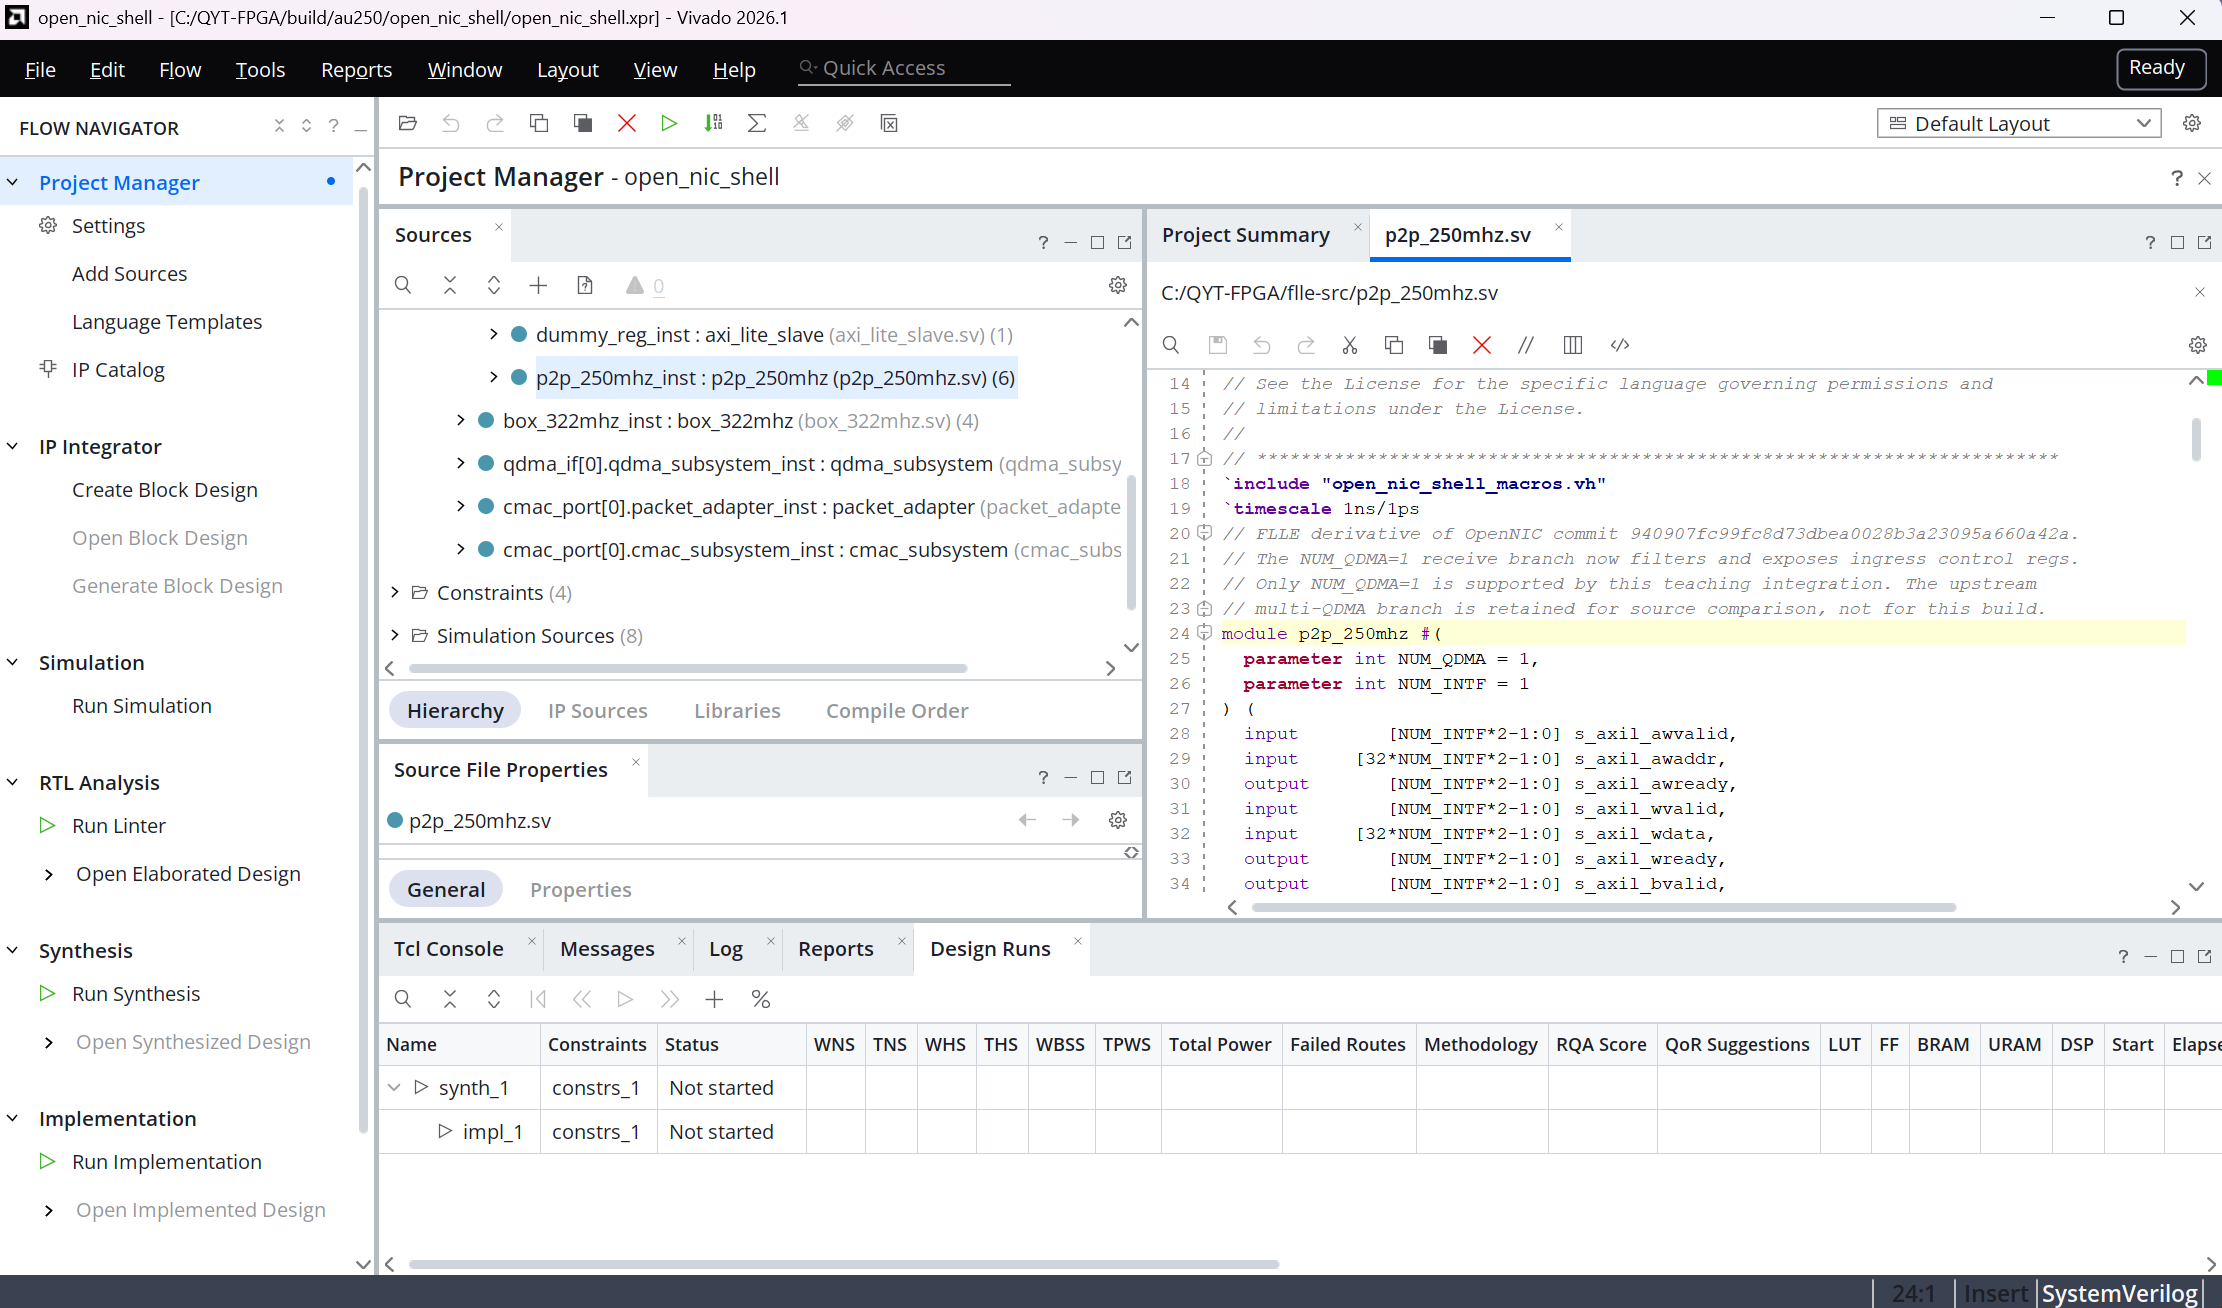 open_nic_shell - [C:/QYT-FPGA/build/au250/open_nic_shell/open_nic_shell.xpr] - Vivado 2026.1
File Edit Flow Tools Reports Window Layout View Help Quick Access Ready
FLOW NAVIGATOR
Default Layout
Project Manager
Settings
Add Sources
Language Templates
IP Catalog
IP Integrator
Create Block Design
Open Block Design
Generate Block Design
Simulation
Run Simulation
RTL Analysis
Run Linter
Open Elaborated Design
Synthesis
Run Synthesis
Open Synthesized Design
Implementation
Run Implementation
Open Implemented Design
Project Manager - open_nic_shell
Sources
0
dummy_reg_inst : axi_lite_slave (axi_lite_slave.sv) (1)
p2p_250mhz_inst : p2p_250mhz (p2p_250mhz.sv) (6)
box_322mhz_inst : box_322mhz (box_322mhz.sv) (4)
qdma_if[0].qdma_subsystem_inst : qdma_subsystem (qdma_subsy
cmac_port[0].packet_adapter_inst : packet_adapter (packet_adapte
cmac_port[0].cmac_subsystem_inst : cmac_subsystem (cmac_subs
Constraints (4)
Simulation Sources (8)
Hierarchy IP Sources Libraries Compile Order
Source File Properties
p2p_250mhz.sv
General Properties
Project Summary p2p_250mhz.sv
C:/QYT-FPGA/flle-src/p2p_250mhz.sv
14 // See the License for the specific language governing permissions and
15 // limitations under the License.
16 //
17 // *************************************************************************
18 `include "open_nic_shell_macros.vh"
19 `timescale 1ns/1ps
20 // FLLE derivative of OpenNIC commit 940907fc99fc8d73dbea0028b3a23095a660a42a.
21 // The NUM_QDMA=1 receive branch now filters and exposes ingress control regs.
22 // Only NUM_QDMA=1 is supported by this teaching integration. The upstream
23 // multi-QDMA branch is retained for source comparison, not for this build.
24 module p2p_250mhz #(
25 parameter int NUM_QDMA = 1,
26 parameter int NUM_INTF = 1
27 ) (
28 input [NUM_INTF*2-1:0] s_axil_awvalid,
29 input [32*NUM_INTF*2-1:0] s_axil_awaddr,
30 output [NUM_INTF*2-1:0] s_axil_awready,
31 input [NUM_INTF*2-1:0] s_axil_wvalid,
32 input [32*NUM_INTF*2-1:0] s_axil_wdata,
33 output [NUM_INTF*2-1:0] s_axil_wready,
34 output [NUM_INTF*2-1:0] s_axil_bvalid,
Tcl Console Messages Log Reports Design Runs
Name Constraints Status WNS TNS WHS THS WBSS TPWS Total Power Failed Routes Methodology RQA Score QoR Suggestions LUT FF BRAM URAM DSP Start Elapse
synth_1 constrs_1 Not started
impl_1 constrs_1 Not started
24:1 Insert SystemVerilog